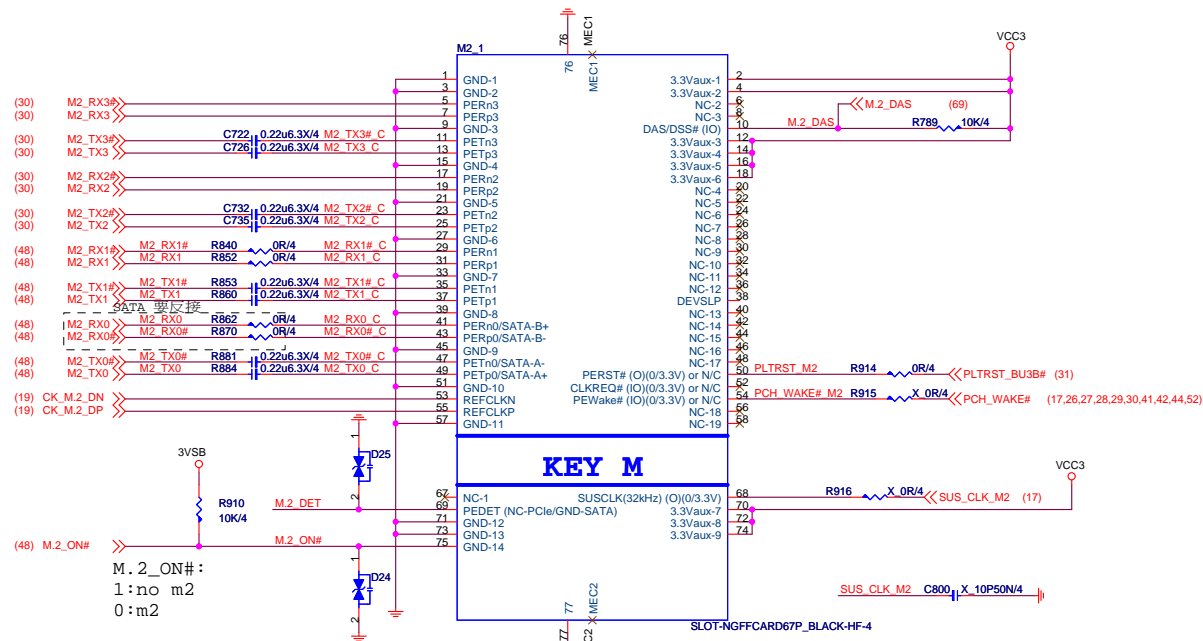 76
MEC1
M2_1
76
MEC1
VCC3
1 GND-1 3.3Vaux-1 2
3 GND-2 3.3Vaux-2 4
(30) M2_RX3# 5 PERn3 NC-2 6 M.2_DAS (69)
(30) M2_RX3 7 PERp3 NC-3 8
9 GND-3 DAS/DSS# (IO) 10 M.2_DAS R789 10K/4
(30) M2_TX3# C722 0.22u6.3X/4 M2_TX3#_C 11 PETn3 3.3Vaux-3 12
(30) M2_TX3 C726 0.22u6.3X/4 M2_TX3_C 13 PETp3 3.3Vaux-4 14
15 GND-4 3.3Vaux-5 16
(30) M2_RX2# 17 PERn2 3.3Vaux-6 18
(30) M2_RX2 19 PERp2 NC-4 20
21 GND-5 NC-5 22
(30) M2_TX2# C732 0.22u6.3X/4 M2_TX2#_C 23 PETn2 NC-6 24
(30) M2_TX2 C735 0.22u6.3X/4 M2_TX2_C 25 PETp2 NC-7 26
27 GND-6 NC-8 28
(48) M2_RX1# M2_RX1# R840 0R/4 M2_RX1#_C 29 PERn1 NC-9 30
(48) M2_RX1 M2_RX1 R852 0R/4 M2_RX1_C 31 PERp1 NC-10 32
33 GND-7 NC-11 34
(48) M2_TX1# M2_TX1# R853 0.22u6.3X/4 M2_TX1#_C 35 PETn1 NC-12 36
(48) M2_TX1 M2_TX1 R860 0.22u6.3X/4 M2_TX1_C 37 PETp1 DEVSLP 38
SATA 要反接
39 GND-8 NC-13 40
(48) M2_RX0 M2_RX0 R862 0R/4 M2_RX0_C 41 PERn0/SATA-B+ NC-14 42
(48) M2_RX0# M2_RX0# R870 0R/4 M2_RX0#_C 43 PERp0/SATA-B- NC-15 44
45 GND-9 NC-16 46
(48) M2_TX0# M2_TX0# R881 0.22u6.3X/4 M2_TX0#_C 47 PETn0/SATA-A- NC-17 48
(48) M2_TX0 M2_TX0 R884 0.22u6.3X/4 M2_TX0_C 49 PETp0/SATA-A+ PERST# (O)(0/3.3V) or N/C 50 PLTRST_M2 R914 0R/4 PLTRST_BU3B# (31)
51 GND-10 CLKREQ# (IO)(0/3.3V) or N/C 52
(19) CK_M.2_DN 53 REFCLKN PEWake# (IO)(0/3.3V) or N/C 54 PCH_WAKE#_M2 R915 X_0R/4 PCH_WAKE# (17,26,27,28,29,30,41,42,44,52)
(19) CK_M.2_DP 55 REFCLKP NC-18 56
57 GND-11 NC-19 58
1 D25 2
KEY M
3VSB
VCC3
R910
10K/4
67 NC-1 SUSCLK(32kHz) (O)(0/3.3V) 68 R916 X_0R/4 SUS_CLK_M2 (17)
M.2_DET 69 PEDET (NC-PCIe/GND-SATA) 3.3Vaux-7 70
71 GND-12 3.3Vaux-8 72
73 GND-13 3.3Vaux-9 74
(48) M.2_ON# M.2_ON# 75 GND-14
M.2_ON#:
1:no m2
0:m2
1 D24 2
SUS_CLK_M2 C800 X_10P50N/4
77
MEC2
SLOT-NGFFCARD67P_BLACK-HF-4
77
C2